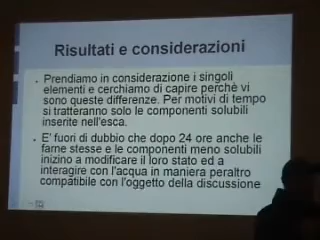 Risultati e considerazioni
Prendiamo in considerazione i singoli
elementi e cerchiamo di capire perchè vi
sono queste differenze. Per motivi di tempo
si tratteranno solo le componenti solubili
inserite nell'esca.
E' fuori di dubbio che dopo 24 ore anche le
farine stesse e le componenti meno solubili
inizino a modificare il loro stato ed a
interagire con l'acqua in maniera peraltro
compatibile con l'oggetto della discussione